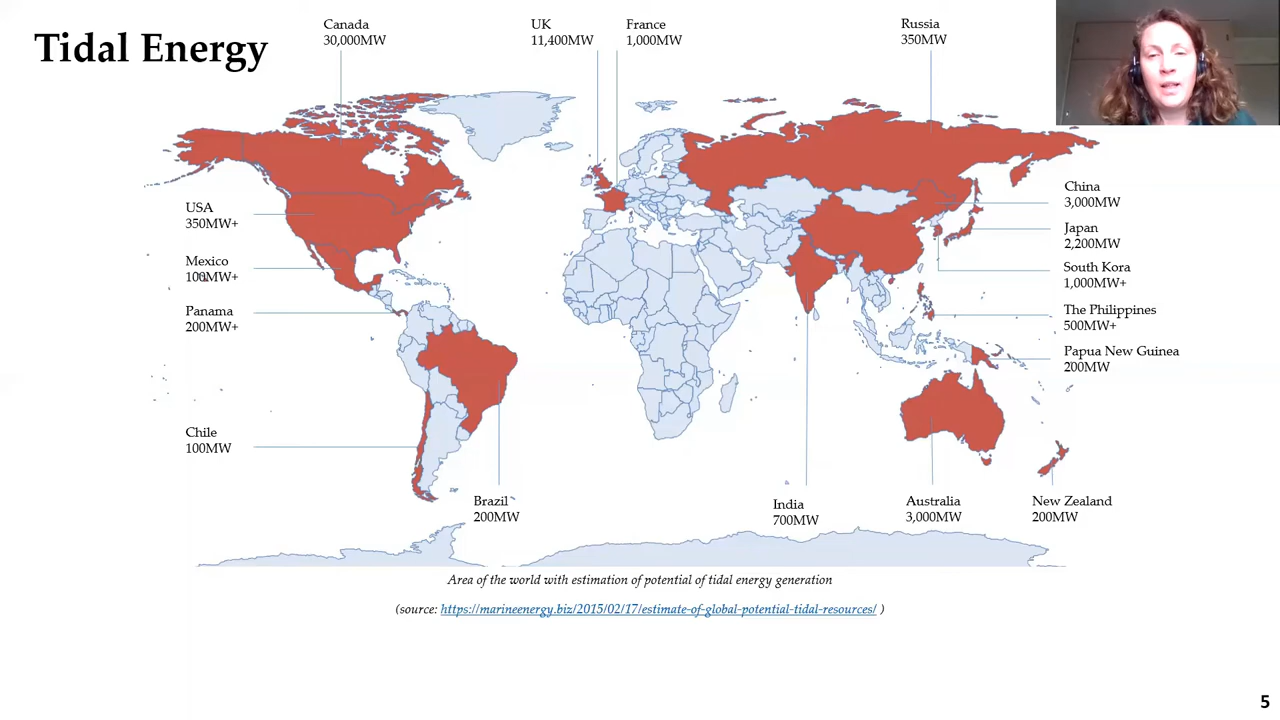 Tidal Energy
Canada
30,000MW
UK
11,400MW
France
1,000MW
Russia
350MW
USA
350MW+
Mexico
100MW+
Panama
200MW+
Chile
100MW
Brazil
200MW
India
700MW
Australia
3,000MW
New Zealand
200MW
China
3,000MW
Japan
2,200MW
South Kora
1,000MW+
The Philippines
500MW+
Papua New Guinea
200MW
Area of the world with estimation of potential of tidal energy generation
(source: https://marineenergy.biz/2015/02/17/estimate-of-global-potential-tidal-resources/ )
5